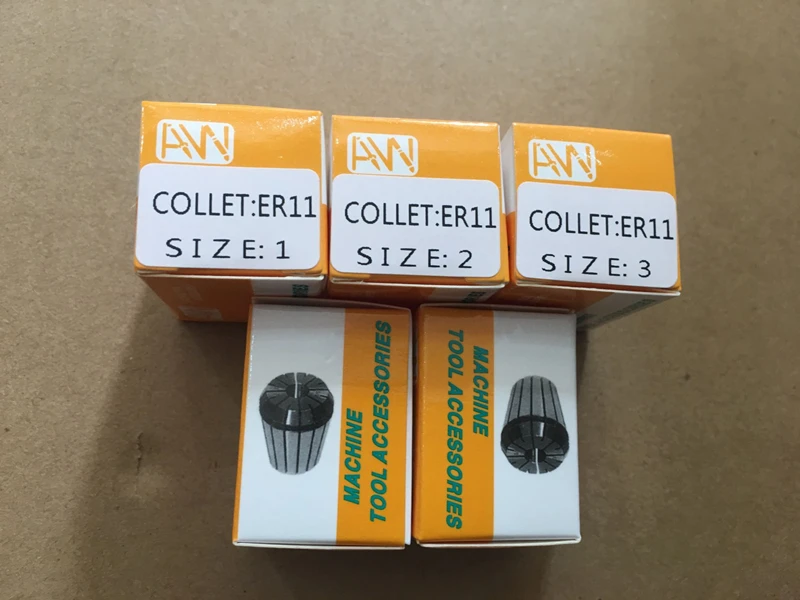 AW
COLLET:ER11
SIZE: 1
AW
COLLET:ER11
SIZE: 2
AW
COLLET:ER11
SIZE: 3
MACHINE
TOOL ACCESSORIES
MACHINE
TOOL ACCESSORIES